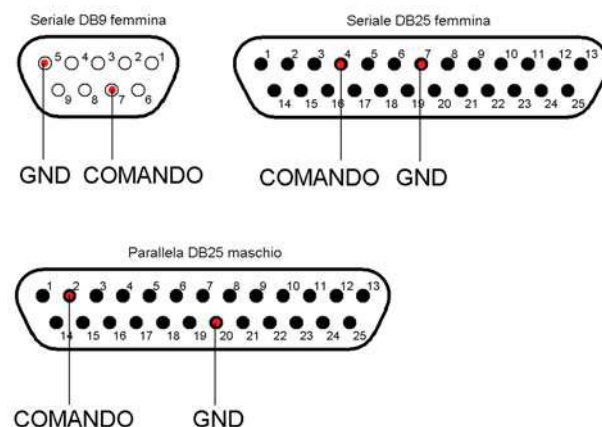 Seriale DB9 femmina
5 4 3 2 1
9 8 7 6
GND COMANDO
Seriale DB25 femmina
1 2 3 4 5 6 7 8 9 10 11 12 13
14 15 16 17 18 19 20 21 22 23 24 25
COMANDO GND
Parallela DB25 maschio
1 2 3 4 5 6 7 8 9 10 11 12 13
14 15 16 17 18 19 20 21 22 23 24 25
COMANDO GND